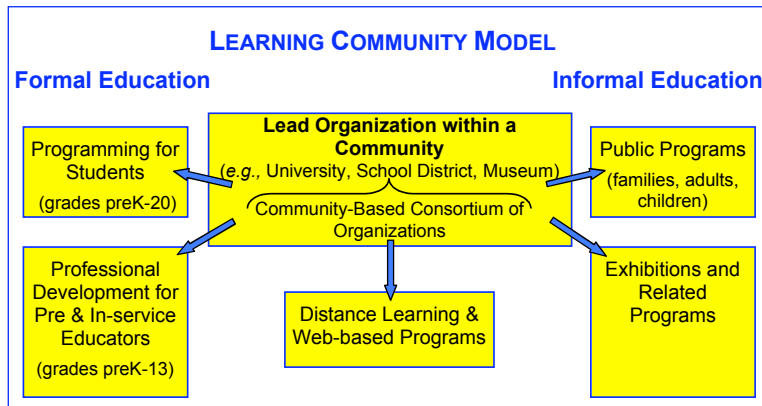 LEARNING COMMUNITY MODEL
Formal Education
Informal Education
Lead Organization within a
Community
(e.g., University, School District, Museum)
Community-Based Consortium of
Organizations
Programming for
Students
(grades preK-20)
Public Programs
(families, adults,
children)
Professional
Development for
Pre & In-service
Educators
(grades preK-13)
Distance Learning &
Web-based Programs
Exhibitions and
Related
Programs